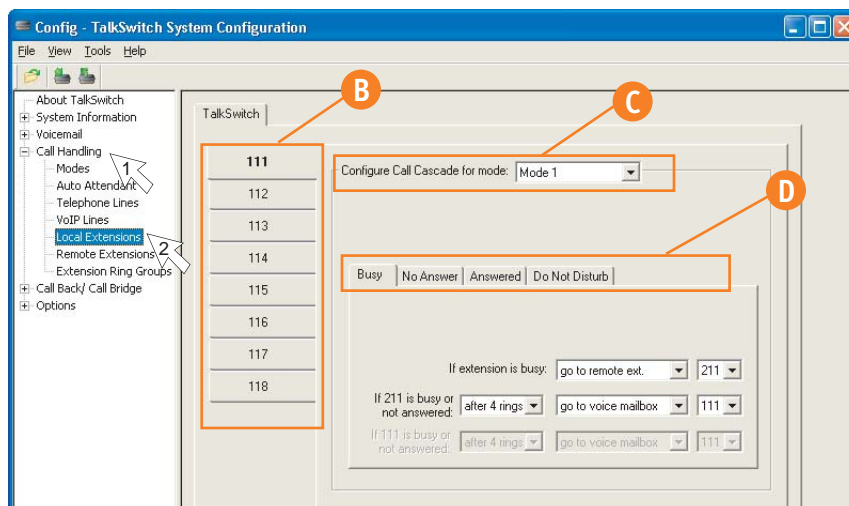 Config - TalkSwitch System Configuration
File View Tools Help
About TalkSwitch
System Information
Voicemail
Call Handling
Modes
Auto Attendant
Telephone Lines
VoIP Lines
Local Extensions
Remote Extensions
Extension Ring Groups
Call Back/ Call Bridge
Options
1
2
B
C
D
TalkSwitch
111
112
113
114
115
116
117
118
Configure Call Cascade for mode: Mode 1
Busy No Answer Answered Do Not Disturb
If extension is busy: go to remote ext. 211
If 211 is busy or
not answered: after 4 rings go to voice mailbox 111
If 111 is busy or
not answered: after 4 rings go to voice mailbox 111